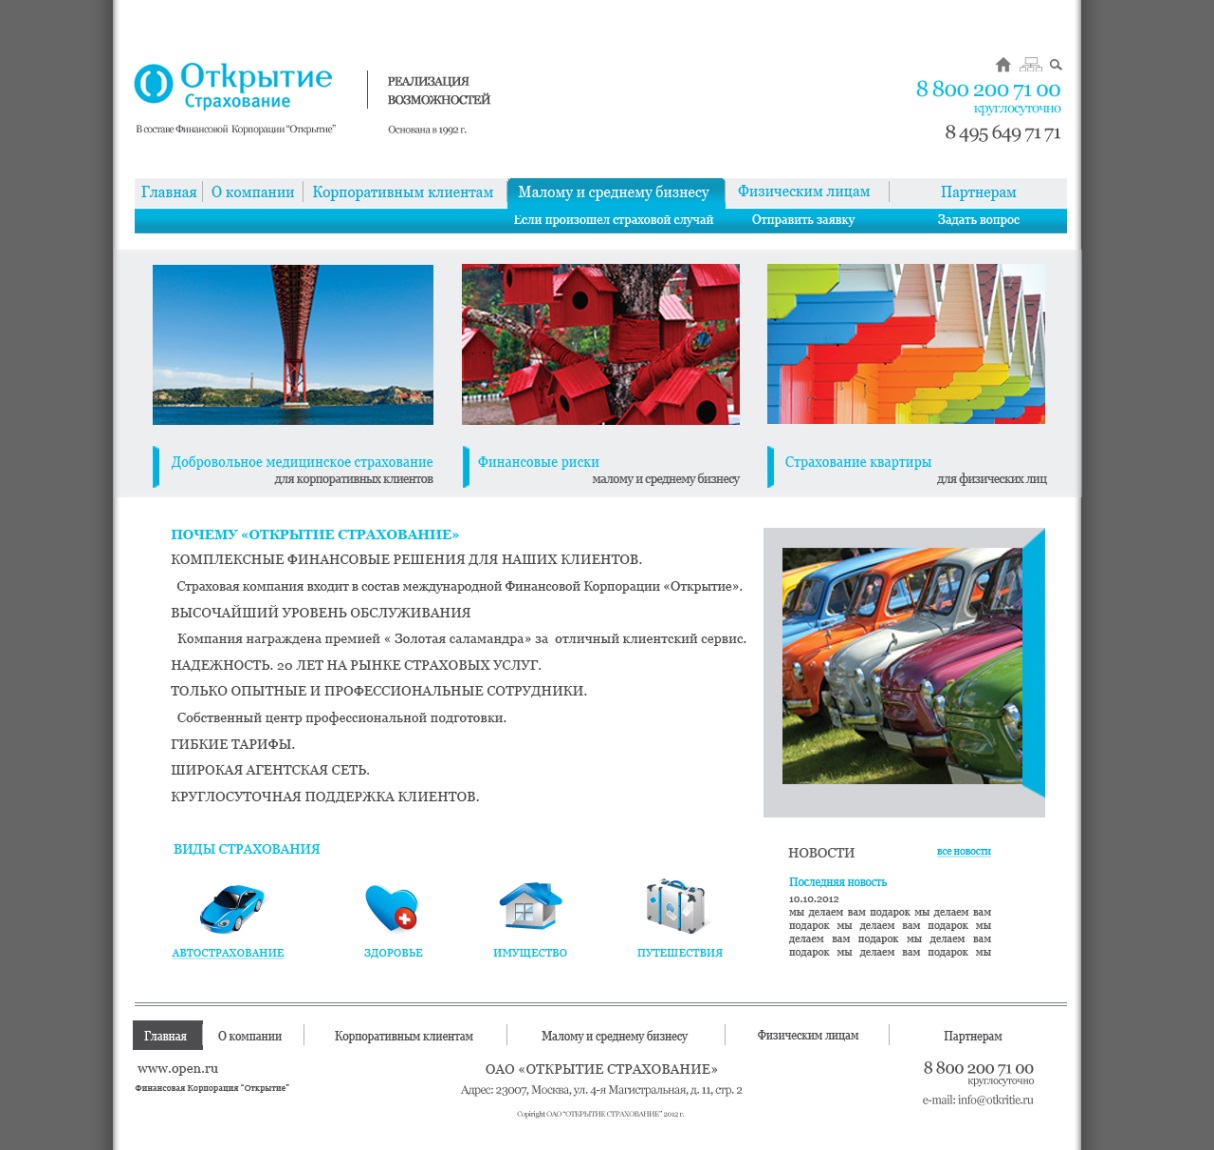 Открытие
Страхование
В составе Финансовой Корпорации "Открытие"
РЕАЛИЗАЦИЯ
ВОЗМОЖНОСТЕЙ
Основана в 1992 г.
8 800 200 71 00
круглосуточно
8 495 649 71 71
Главная О компании Корпоративным клиентам Малому и среднему бизнесу Физическим лицам Партнерам
Если произошел страховой случай Отправить заявку Задать вопрос
Добровольное медицинское страхование
для корпоративных клиентов
Финансовые риски
малому и среднему бизнесу
Страхование квартиры
для физических лиц
ПОЧЕМУ «ОТКРЫТИЕ СТРАХОВАНИЕ»
КОМПЛЕКСНЫЕ ФИНАНСОВЫЕ РЕШЕНИЯ ДЛЯ НАШИХ КЛИЕНТОВ.
Страховая компания входит в состав международной Финансовой Корпорации «Открытие».
ВЫСОЧАЙШИЙ УРОВЕНЬ ОБСЛУЖИВАНИЯ
Компания награждена премией « Золотая саламандра» за отличный клиентский сервис.
НАДЕЖНОСТЬ. 20 ЛЕТ НА РЫНКЕ СТРАХОВЫХ УСЛУГ.
ТОЛЬКО ОПЫТНЫЕ И ПРОФЕССИОНАЛЬНЫЕ СОТРУДНИКИ.
Собственный центр профессиональной подготовки.
ГИБКИЕ ТАРИФЫ.
ШИРОКАЯ АГЕНТСКАЯ СЕТЬ.
КРУГЛОСУТОЧНАЯ ПОДДЕРЖКА КЛИЕНТОВ.
ВИДЫ СТРАХОВАНИЯ
АВТОСТРАХОВАНИЕ ЗДОРОВЬЕ ИМУЩЕСТВО ПУТЕШЕСТВИЯ
НОВОСТИ все новости
Последняя новость
10.10.2012
мы делаем вам подарок мы делаем вам
подарок мы делаем вам подарок мы
делаем вам подарок мы делаем вам
подарок мы делаем вам подарок мы
Главная О компании Корпоративным клиентам Малому и среднему бизнесу Физическим лицам Партнерам
www.open.ru
Финансовая Корпорация "Открытие"
ОАО «ОТКРЫТИЕ СТРАХОВАНИЕ»
Адрес: 23007, Москва, ул. 4-я Магистральная, д. 11, стр. 2
Copiright ОАО "ОТКРЫТИЕ СТРАХОВАНИЕ" 2012 г.
8 800 200 71 00
круглосуточно
e-mail: info@otkritie.ru